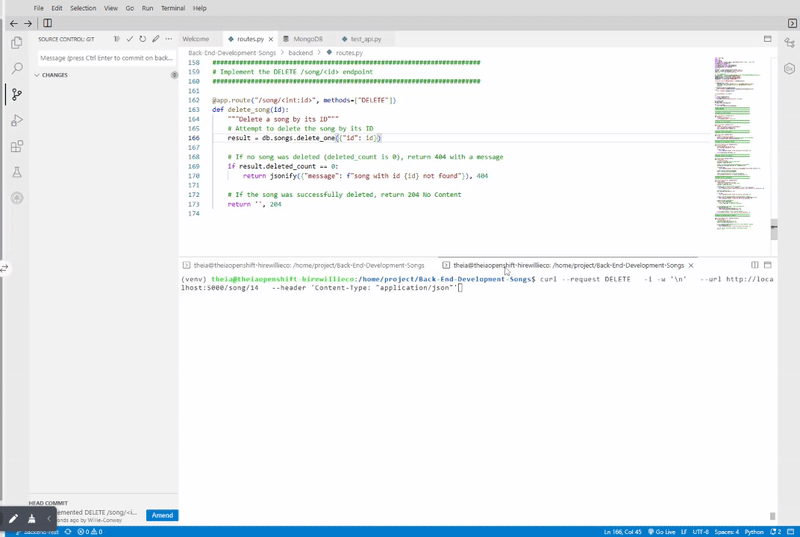 File Edit Selection View Go Run Terminal Help
SOURCE CONTROL: GIT
Message (press Ctrl Enter to commit on back...
CHANGES
HEAD COMMIT
emented DELETE /song/<i...
onds ago by Willie-Conway
Amend
Welcome routes.py MongoDB test_api.py
Back-End-Development-Songs > backend > routes.py
158 ######################################################################
159 # Implement the DELETE /song/<id> endpoint
160 ######################################################################
161
162 @app.route("/song/<int:id>", methods=["DELETE"])
163 def delete_song(id):
164 """Delete a song by its ID"""
165 # Attempt to delete the song by its ID
166 result = db.songs.delete_one({"id": id})
167
168 # If no song was deleted (deleted_count is 0), return 404 with a message
169 if result.deleted_count == 0:
170 return jsonify({"message": f"song with id {id} not found"}), 404
171
172 # If the song was successfully deleted, return 204 No Content
173 return '', 204
174
theia@theiaopenshift-hirewillieco: /home/project/Back-End-Development-Songs
theia@theiaopenshift-hirewillieco: /home/project/Back-End-Development-Songs
(venv) theia@theiaopenshift-hirewillieco:/home/project/Back-End-Development-Songs$ curl --request DELETE -i -w '\n' --url http://loca
lhost:5000/song/14 --header 'Content-Type: "application/json"'
0 0 Ln 166, Col 45 Go Live LF UTF-8 Spaces: 4 Python 2